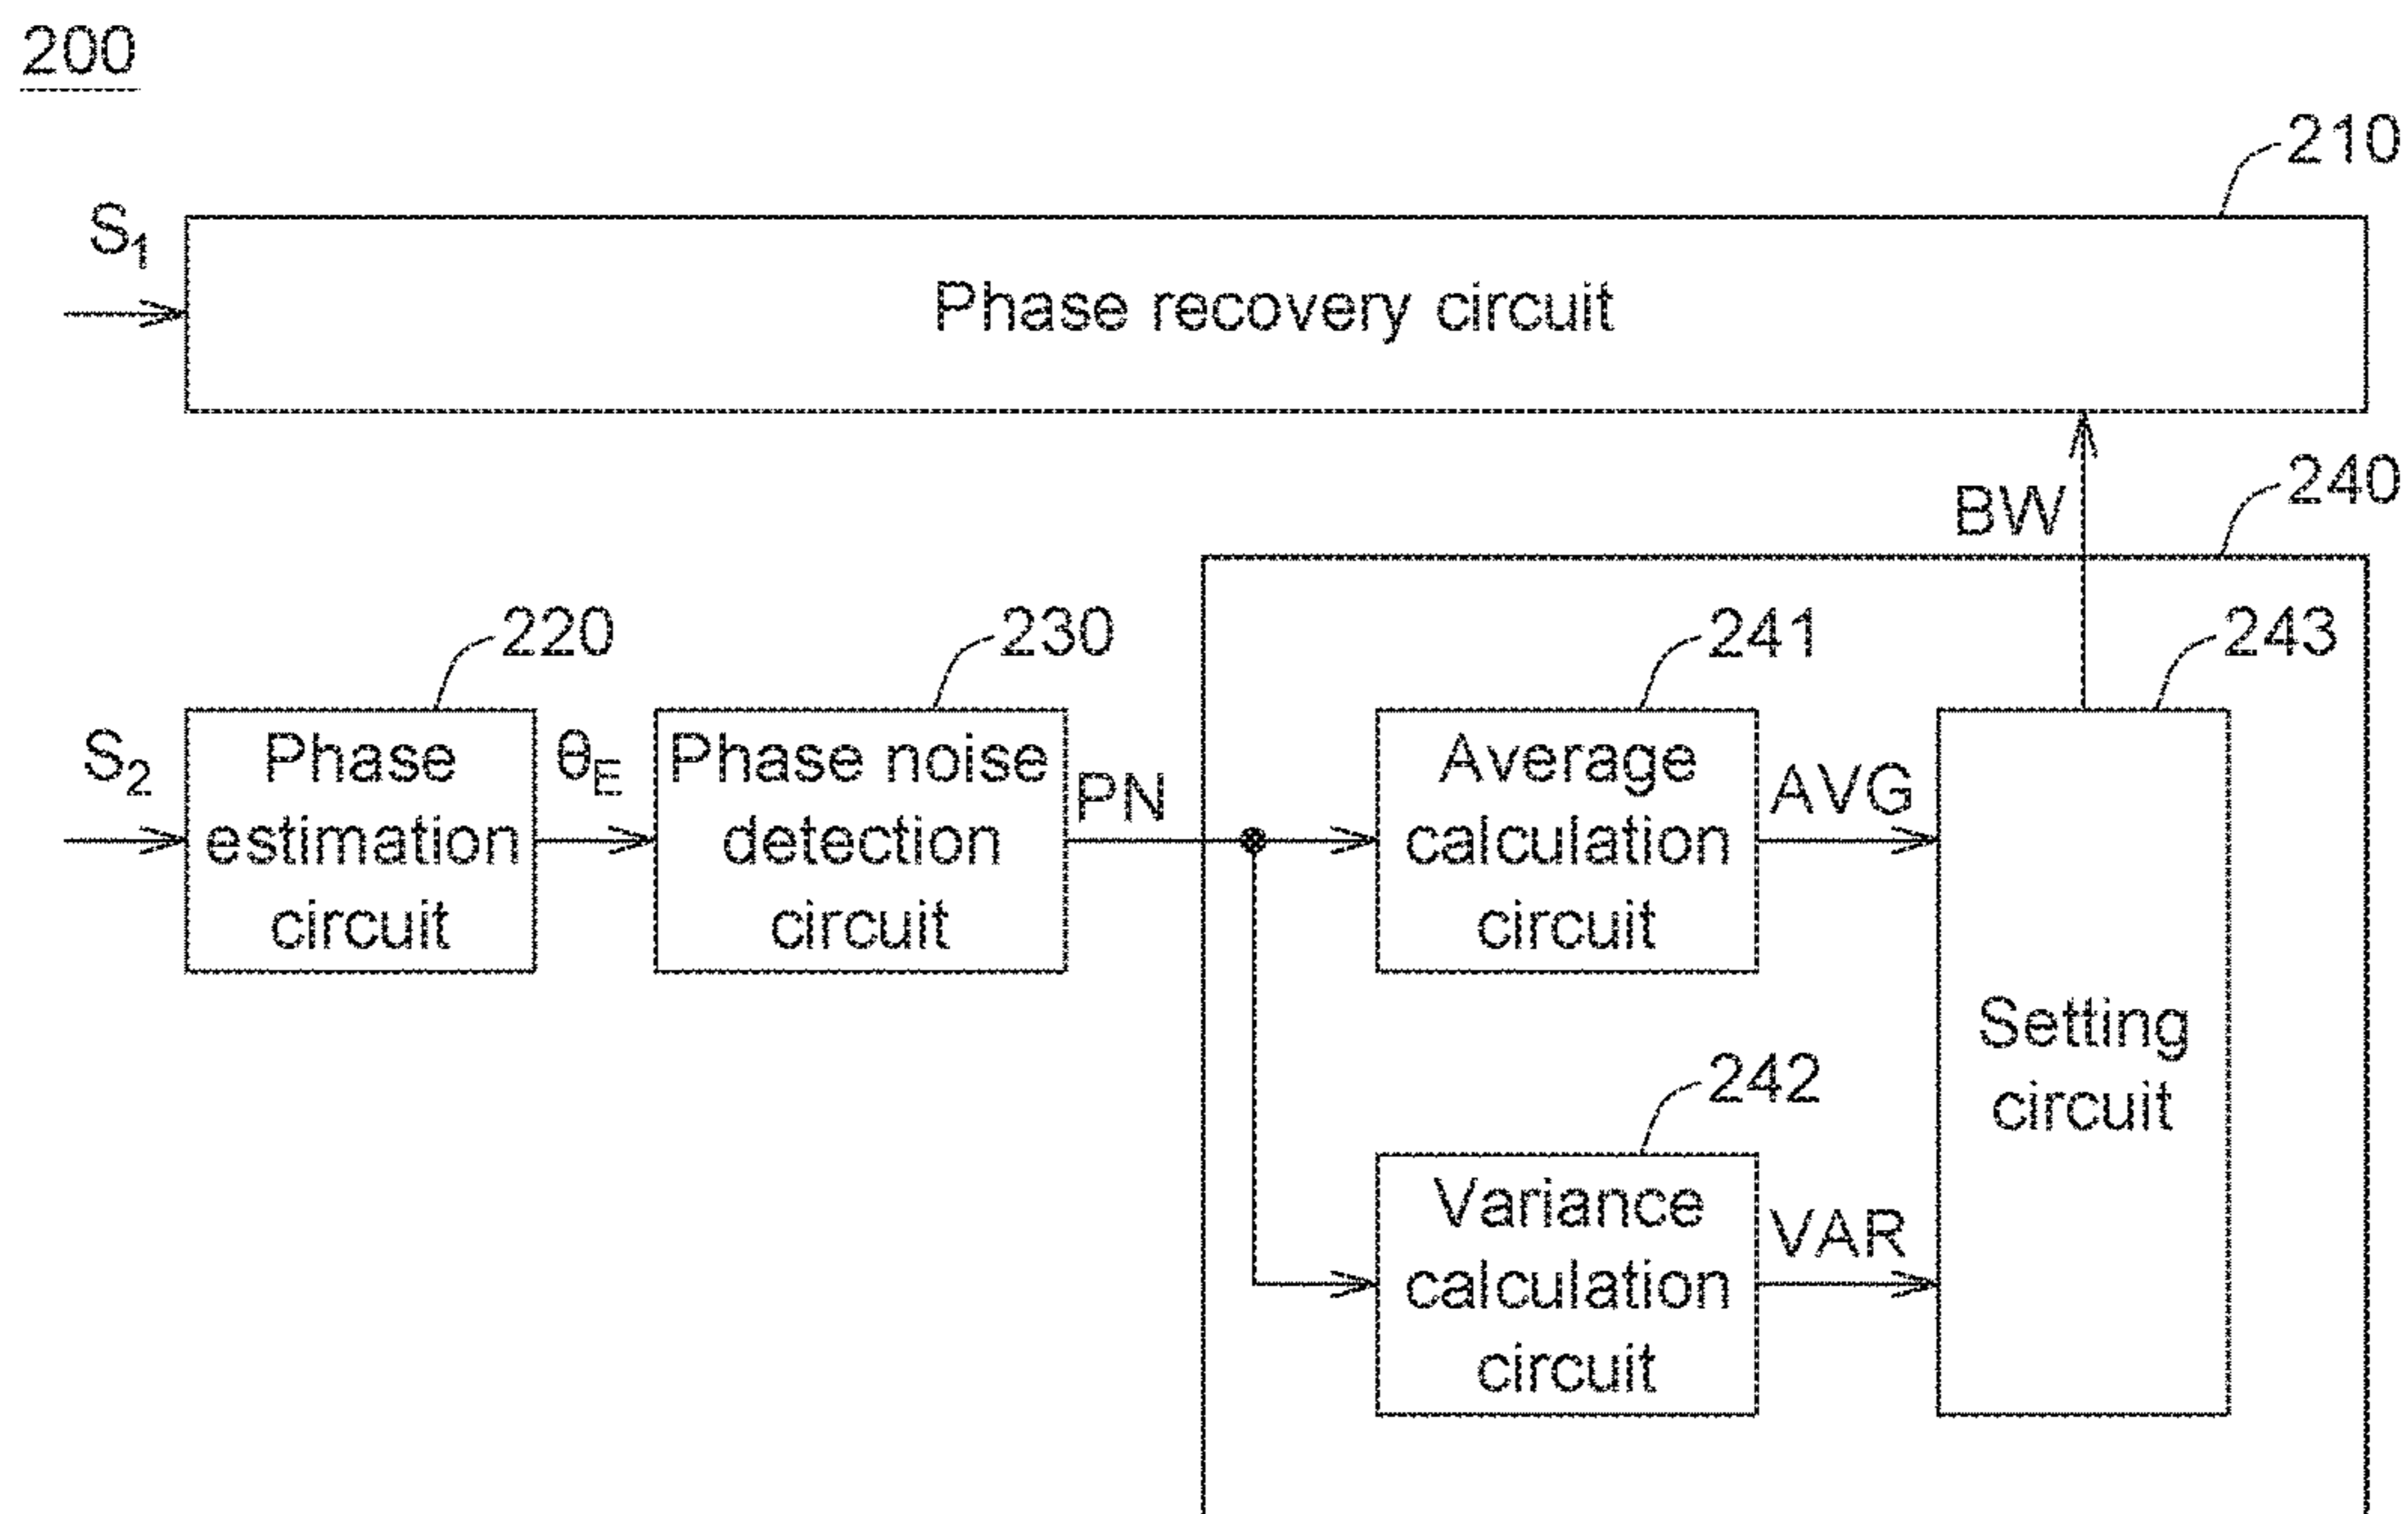 200
210
S₁
Phase recovery circuit
240
BW
220
230
241
243
S₂
Phase
estimation
circuit
θE
Phase noise
detection
circuit
PN
Average
calculation
circuit
AVG
Setting
circuit
242
Variance
calculation
circuit
VAR